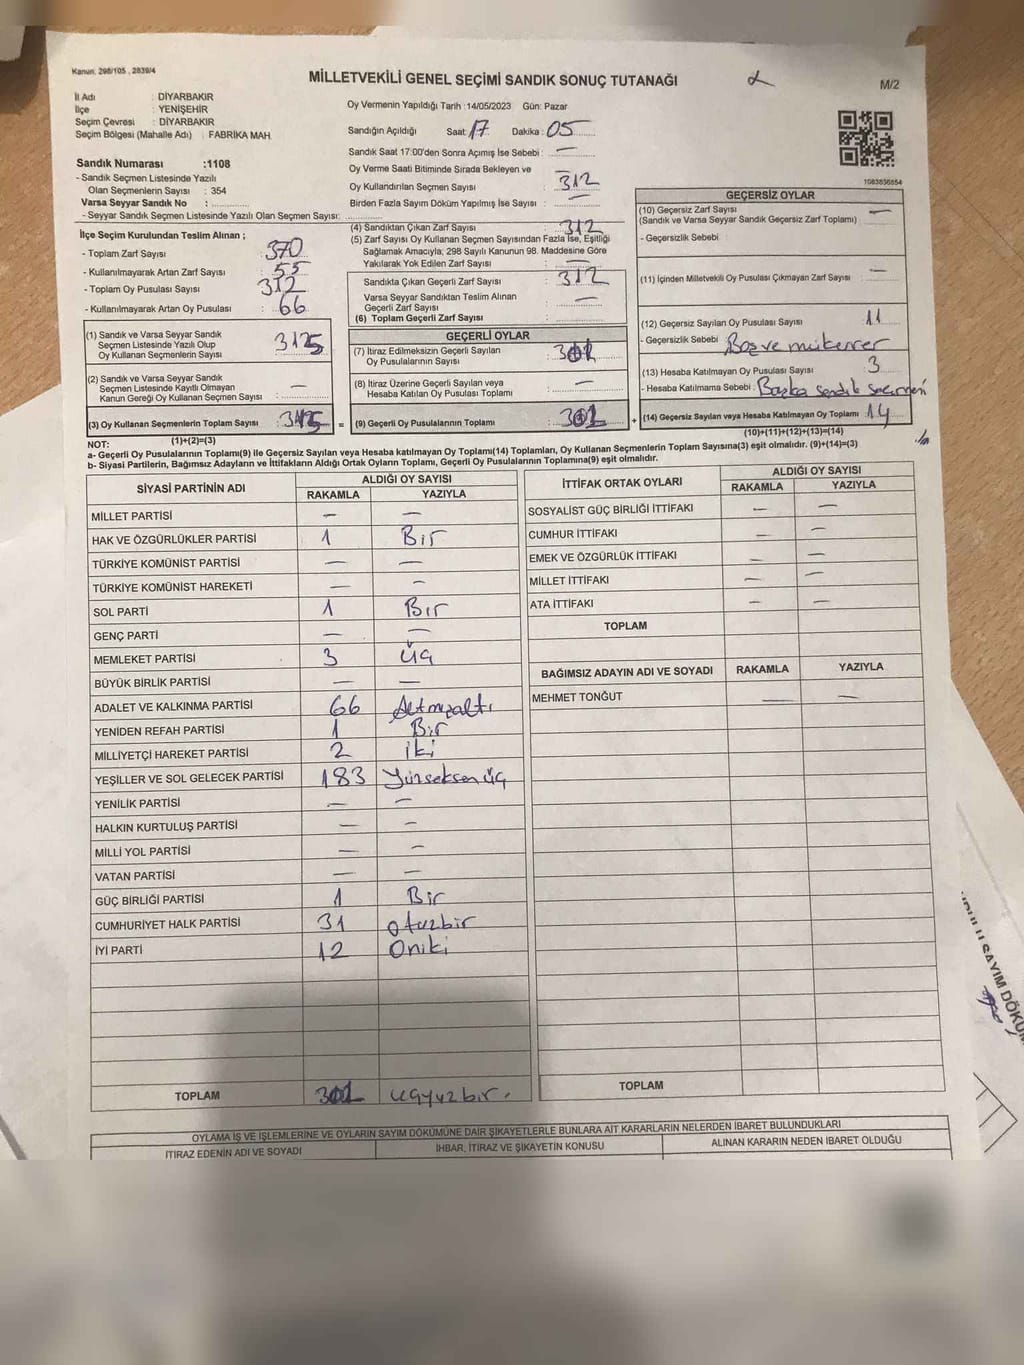 Kanun, 298/105 , 2839/4
MİLLETVEKİLİ GENEL SEÇİMİ SANDIK SONUÇ TUTANAĞI
M/2
İl Adı : DİYARBAKIR
İlçe : YENİŞEHİR
Seçim Çevresi : DİYARBAKIR
Seçim Bölgesi (Mahalle Adı) : FABRİKA MAH.
Oy Vermenin Yapıldığı Tarih :14/05/2023 Gün: Pazar
Sandığın Açıldığı Saat: 17 Dakika: 05
Sandık Saat 17:00'den Sonra Açımış İse Sebebi : —
Oy Verme Saati Bitiminde Sırada Bekleyen ve
Oy Kullandırılan Seçmen Sayısı : 312
Birden Fazla Sayım Döküm Yapılmış İse Sayısı : —
Sandık Numarası :1108
- Sandık Seçmen Listesinde Yazılı
Olan Seçmenlerin Sayısı : 354
Varsa Seyyar Sandık No :
- Seyyar Sandık Seçmen Listesinde Yazılı Olan Seçmen Sayısı:
İlçe Seçim Kurulundan Teslim Alınan ;
- Toplam Zarf Sayısı : 370
- Kullanılmayarak Artan Zarf Sayısı : 55
- Toplam Oy Pusulası Sayısı : 312
- Kullanılmayarak Artan Oy Pusulası : 66
(1) Sandık ve Varsa Seyyar Sandık
Seçmen Listesinde Yazılı Olup
Oy Kullanan Seçmenlerin Sayısı : 315
(2) Sandık ve Varsa Seyyar Sandık
Seçmen Listesinde Kayıtlı Olmayan
Kanun Gereği Oy Kullanan Seçmen Sayısı : —
(3) Oy Kullanan Seçmenlerin Toplam Sayısı : 315
(1)+(2)=(3)
(4) Sandıktan Çıkan Zarf Sayısı : 312
(5) Zarf Sayısı Oy Kullanan Seçmen Sayısından Fazla İse, Eşitliği
Sağlamak Amacıyla, 298 Sayılı Kanunun 98. Maddesine Göre
Yakılarak Yok Edilen Zarf Sayısı : —
Sandıkta Çıkan Geçerli Zarf Sayısı : 312
Varsa Seyyar Sandıktan Teslim Alınan
Geçerli Zarf Sayısı : —
(6) Toplam Geçerli Zarf Sayısı :
GEÇERLİ OYLAR
(7) İtiraz Edilmeksizin Geçerli Sayılan
Oy Pusulalarının Sayısı : 301
(8) İtiraz Üzerine Geçerli Sayılan veya
Hesaba Katılan Oy Pusulası Toplamı : —
= (9) Geçerli Oy Pusulalarının Toplamı : 301 +
1083836854
GEÇERSİZ OYLAR
(10) Geçersiz Zarf Sayısı : —
(Sandık ve Varsa Seyyar Sandık Geçersiz Zarf Toplamı)
- Geçersizlik Sebebi :
(11) İçinden Milletvekili Oy Pusulası Çıkmayan Zarf Sayısı : —
(12) Geçersiz Sayılan Oy Pusulası Sayısı : 11
- Geçersizlik Sebebi : Boş ve mükerrer
(13) Hesaba Katılmayan Oy Pusulası Sayısı : 3
- Hesaba Katılmama Sebebi : Başka sandık seçmeni
(14) Geçersiz Sayılan veya Hesaba Katılmayan Oy Toplamı : 14
(10)+(11)+(12)+(13)=(14)
NOT:
a- Geçerli Oy Pusulalarının Toplamı(9) ile Geçersiz Sayılan veya Hesaba katılmayan Oy Toplamı(14) Toplamları, Oy Kullanan Seçmenlerin Toplam Sayısına(3) eşit olmalıdır. (9)+(14)=(3)
b- Siyasi Partilerin, Bağımsız Adayların ve İttifakların Aldığı Ortak Oyların Toplamı, Geçerli Oy Pusulalarının Toplamına(9) eşit olmalıdır.
SİYASİ PARTİNİN ADI ALDIĞI OY SAYISI
RAKAMLA YAZIYLA
MİLLET PARTİSİ — —
HAK VE ÖZGÜRLÜKLER PARTİSİ 1 Bir
TÜRKİYE KOMÜNİST PARTİSİ — —
TÜRKİYE KOMÜNİST HAREKETİ — —
SOL PARTİ 1 Bir
GENÇ PARTİ — —
MEMLEKET PARTİSİ 3 üç
BÜYÜK BİRLİK PARTİSİ — —
ADALET VE KALKINMA PARTİSİ 66 Altmışaltı
YENİDEN REFAH PARTİSİ 1 Bir
MİLLİYETÇİ HAREKET PARTİSİ 2 iki
YEŞİLLER VE SOL GELECEK PARTİSİ 183 Yüzseksen üç
YENİLİK PARTİSİ — —
HALKIN KURTULUŞ PARTİSİ — —
MİLLİ YOL PARTİSİ — —
VATAN PARTİSİ — —
GÜÇ BİRLİĞİ PARTİSİ 1 Bir
CUMHURİYET HALK PARTİSİ 31 otuzbir
İYİ PARTİ 12 Oniki
TOPLAM 301 üçyüzbir.
İTTİFAK ORTAK OYLARI ALDIĞI OY SAYISI
RAKAMLA YAZIYLA
SOSYALİST GÜÇ BİRLİĞİ İTTİFAKI — —
CUMHUR İTTİFAKI — —
EMEK VE ÖZGÜRLÜK İTTİFAKI — —
MİLLET İTTİFAKI — —
ATA İTTİFAKI — —
TOPLAM
BAĞIMSIZ ADAYIN ADI VE SOYADI RAKAMLA YAZIYLA
MEHMET TONĞUT — —
TOPLAM
OYLAMA İŞ VE İŞLEMLERİNE VE OYLARIN SAYIM DÖKÜMÜNE DAİR ŞİKAYETLERLE BUNLARA AİT KARARLARIN NELERDEN İBARET BULUNDUKLARI
İTİRAZ EDENİN ADI VE SOYADI İHBAR, İTİRAZ VE ŞİKAYETİN KONUSU ALINAN KARARIN NEDEN İBARET OLDUĞU
SAYIM DÖKÜM